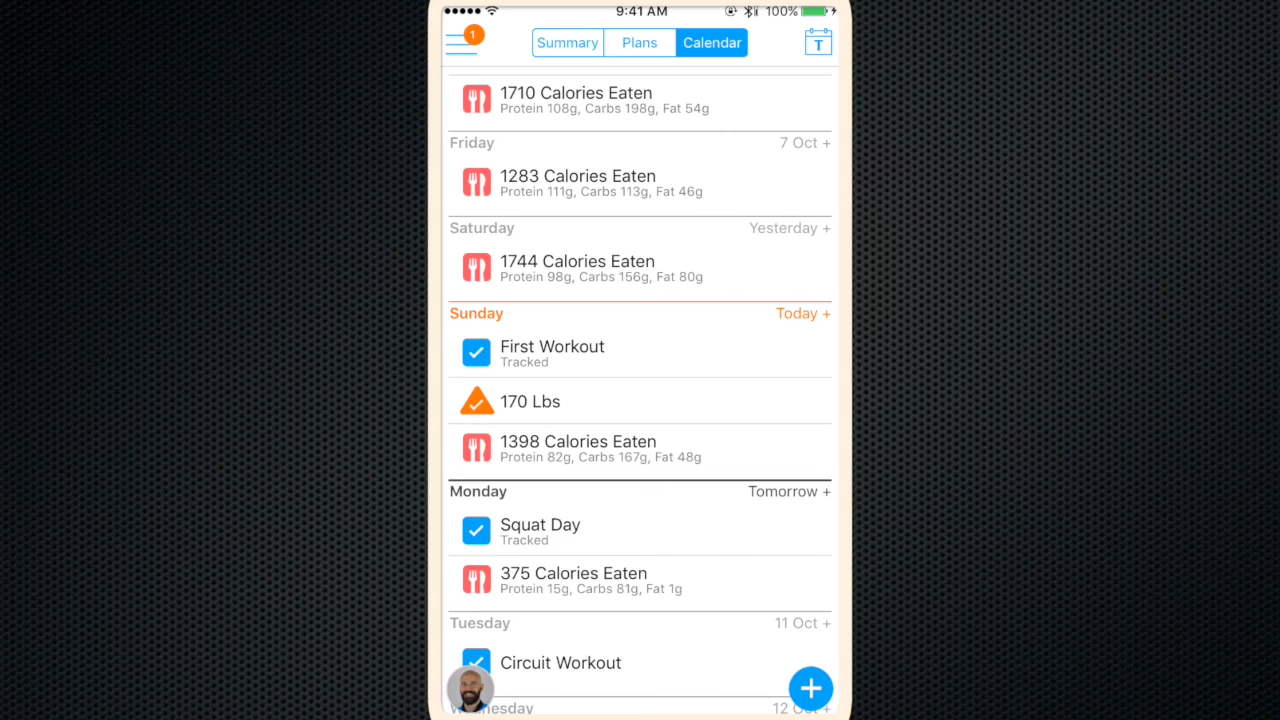 9:41 AM 100%
1
Summary Plans Calendar T
1710 Calories Eaten
Protein 108g, Carbs 198g, Fat 54g
Friday 7 Oct +
1283 Calories Eaten
Protein 111g, Carbs 113g, Fat 46g
Saturday Yesterday +
1744 Calories Eaten
Protein 98g, Carbs 156g, Fat 80g
Sunday Today +
First Workout
Tracked
170 Lbs
1398 Calories Eaten
Protein 82g, Carbs 167g, Fat 48g
Monday Tomorrow +
Squat Day
Tracked
375 Calories Eaten
Protein 15g, Carbs 81g, Fat 1g
Tuesday 11 Oct +
Circuit Workout
Wednesday 12 Oct +